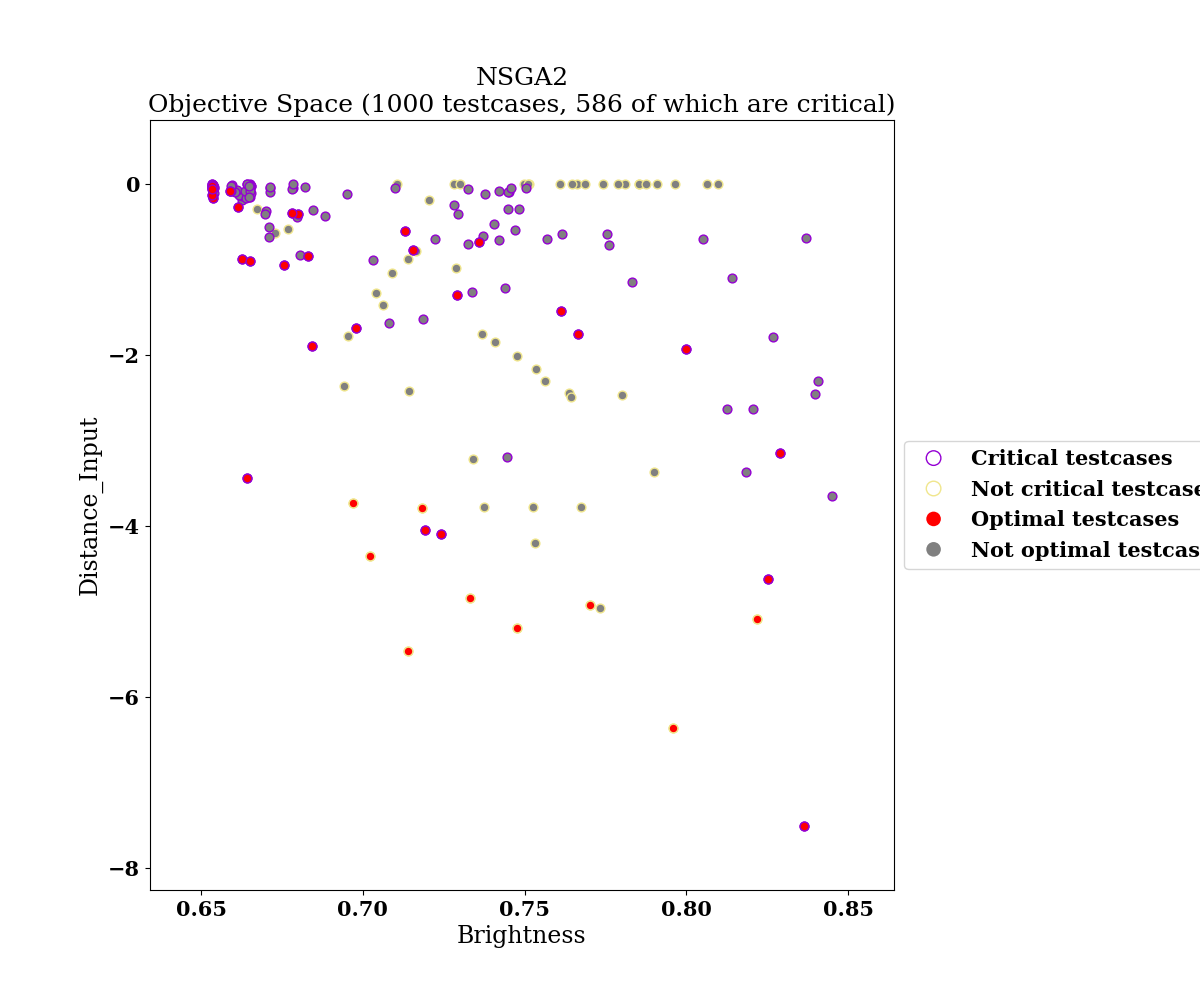 NSGA2
Objective Space (1000 testcases, 586 of which are critical)
0
−2
−4
−6
−8
Distance_Input
0.65 0.70 0.75 0.80 0.85
Brightness
Critical testcases
Not critical testcase
Optimal testcases
Not optimal testcas